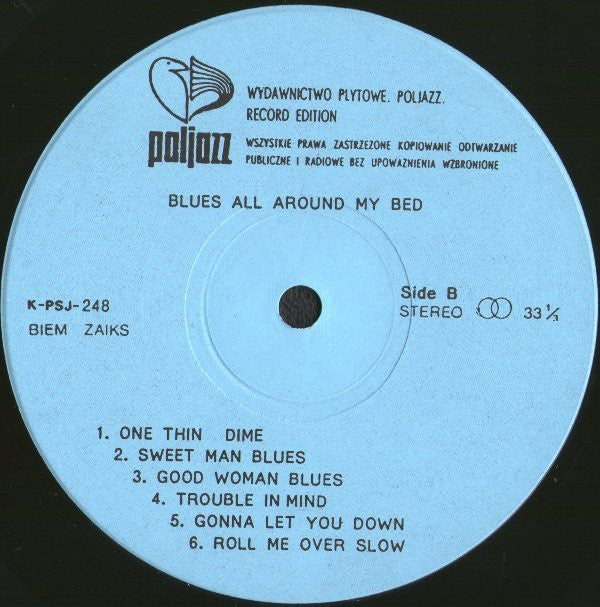 WYDAWNICTWO PLYTOWE. POLJAZZ.
RECORD EDITION
poljazz
WSZYSTKIE PRAWA ZASTRZEZONE KOPIOWANIE ODTWARZANIE
PUBLICZNE I RADIOWE BEZ UPOWAZNIENIA WZBRONIONE
BLUES ALL AROUND MY BED
K-PSJ-248
BIEM ZAIKS
Side B
STEREO 33⅓
1. ONE THIN DIME
2. SWEET MAN BLUES
3. GOOD WOMAN BLUES
4. TROUBLE IN MIND
5. GONNA LET YOU DOWN
6. ROLL ME OVER SLOW